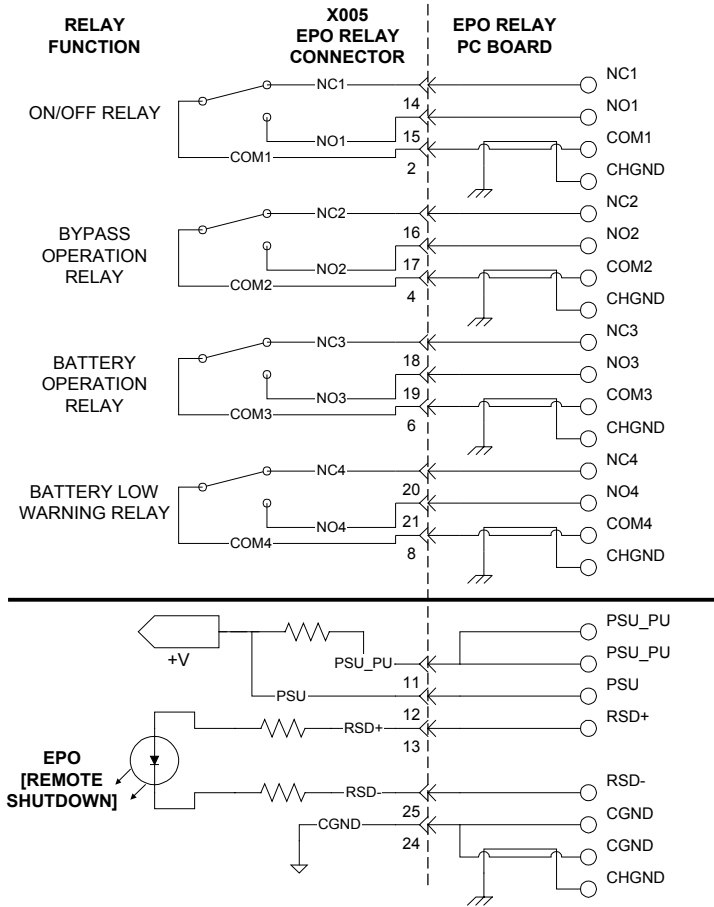 RELAY
FUNCTION
X005
EPO RELAY
CONNECTOR
EPO RELAY
PC BOARD
ON/OFF RELAY
NC1
14
NO1
15
COM1
2
NC1
NO1
COM1
CHGND
BYPASS
OPERATION
RELAY
NC2
16
NO2
17
COM2
4
NC2
NO2
COM2
CHGND
BATTERY
OPERATION
RELAY
NC3
18
NO3
19
COM3
6
NC3
NO3
COM3
CHGND
BATTERY LOW
WARNING RELAY
NC4
20
NO4
21
COM4
8
NC4
NO4
COM4
CHGND
+V
PSU_PU
11
PSU
12
RSD+
13
PSU_PU
PSU_PU
PSU
RSD+
EPO
[REMOTE
SHUTDOWN]
RSD-
25
CGND
24
RSD-
CGND
CGND
CHGND